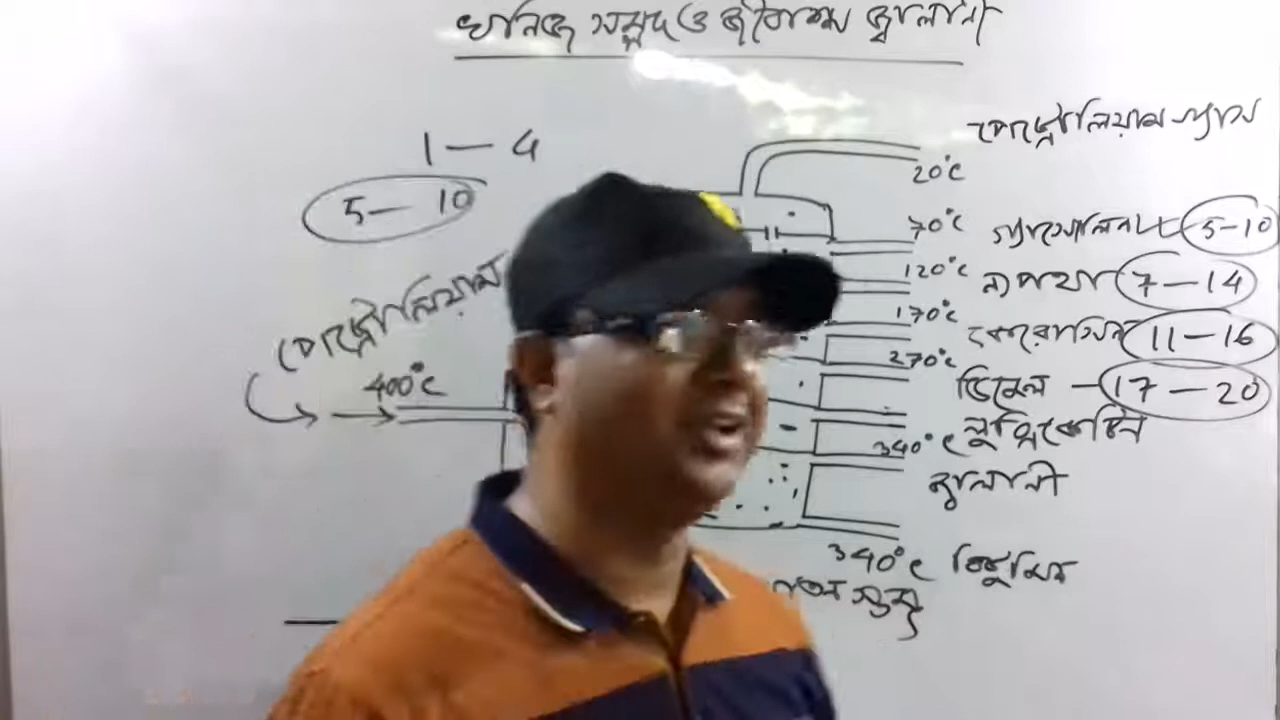 খনিজ সম্পদ ও জীবাশ্ম জ্বালানী
1 — 4
5 — 10
পেট্রোলিয়াম
400°c
পেট্রোলিয়াম গ্যাস
20°c
70°c গ্যাসোলিন 5-10
120°c ন্যাপথা 7-14
170°c কেরোসিন 11-16
270°c ডিজেল - 17-20
লুব্রিকেটিন
340°c
জ্বালানী
340°c বিটুমিন